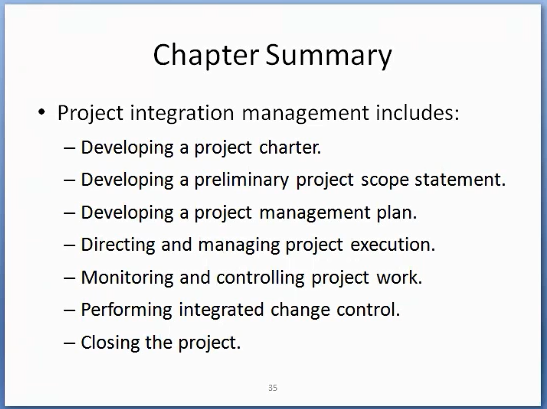 Chapter Summary
• Project integration management includes:
– Developing a project charter.
– Developing a preliminary project scope statement.
– Developing a project management plan.
– Directing and managing project execution.
– Monitoring and controlling project work.
– Performing integrated change control.
– Closing the project.
35